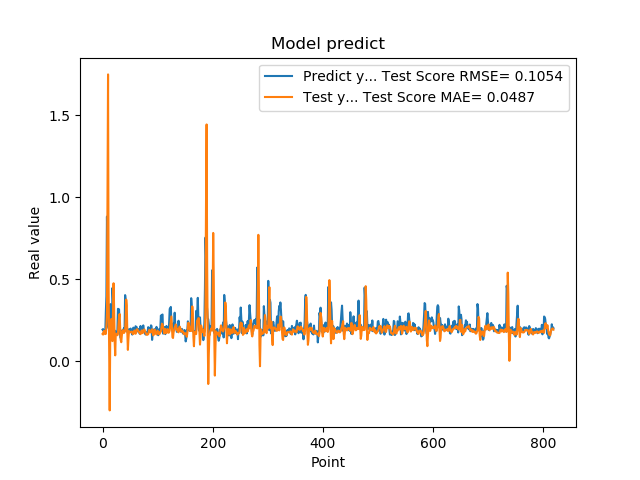 Model predict
Predict y... Test Score RMSE= 0.1054
Test y... Test Score MAE= 0.0487
1.5
1.0
0.5
0.0
Real value
0 200 400 600 800
Point